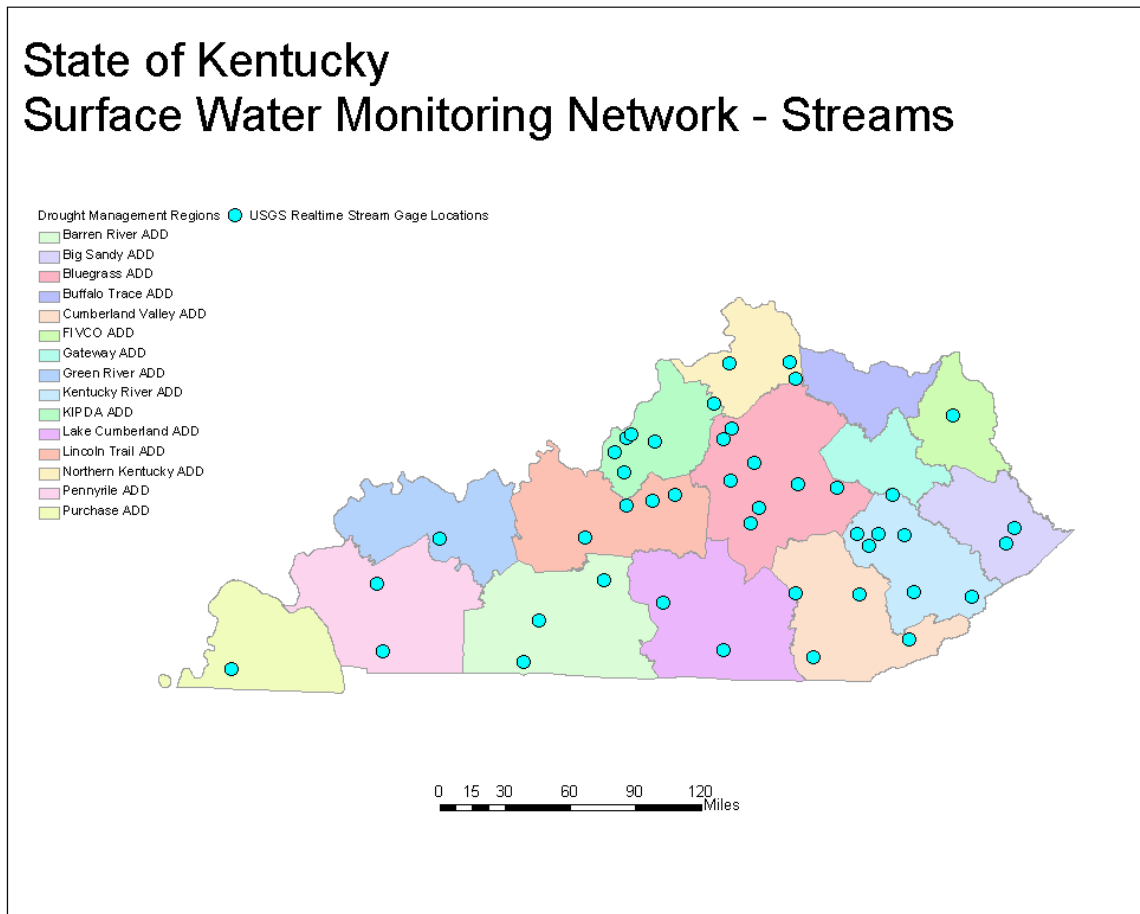 State of Kentucky
Surface Water Monitoring Network - Streams
Drought Management Regions USGS Realtime Stream Gage Locations
Barren River ADD
Big Sandy ADD
Bluegrass ADD
Buffalo Trace ADD
Cumberland Valley ADD
FIVCO ADD
Gateway ADD
Green River ADD
Kentucky River ADD
KIPDA ADD
Lake Cumberland ADD
Lincoln Trail ADD
Northern Kentucky ADD
Pennyrile ADD
Purchase ADD
0 15 30 60 90 120
Miles